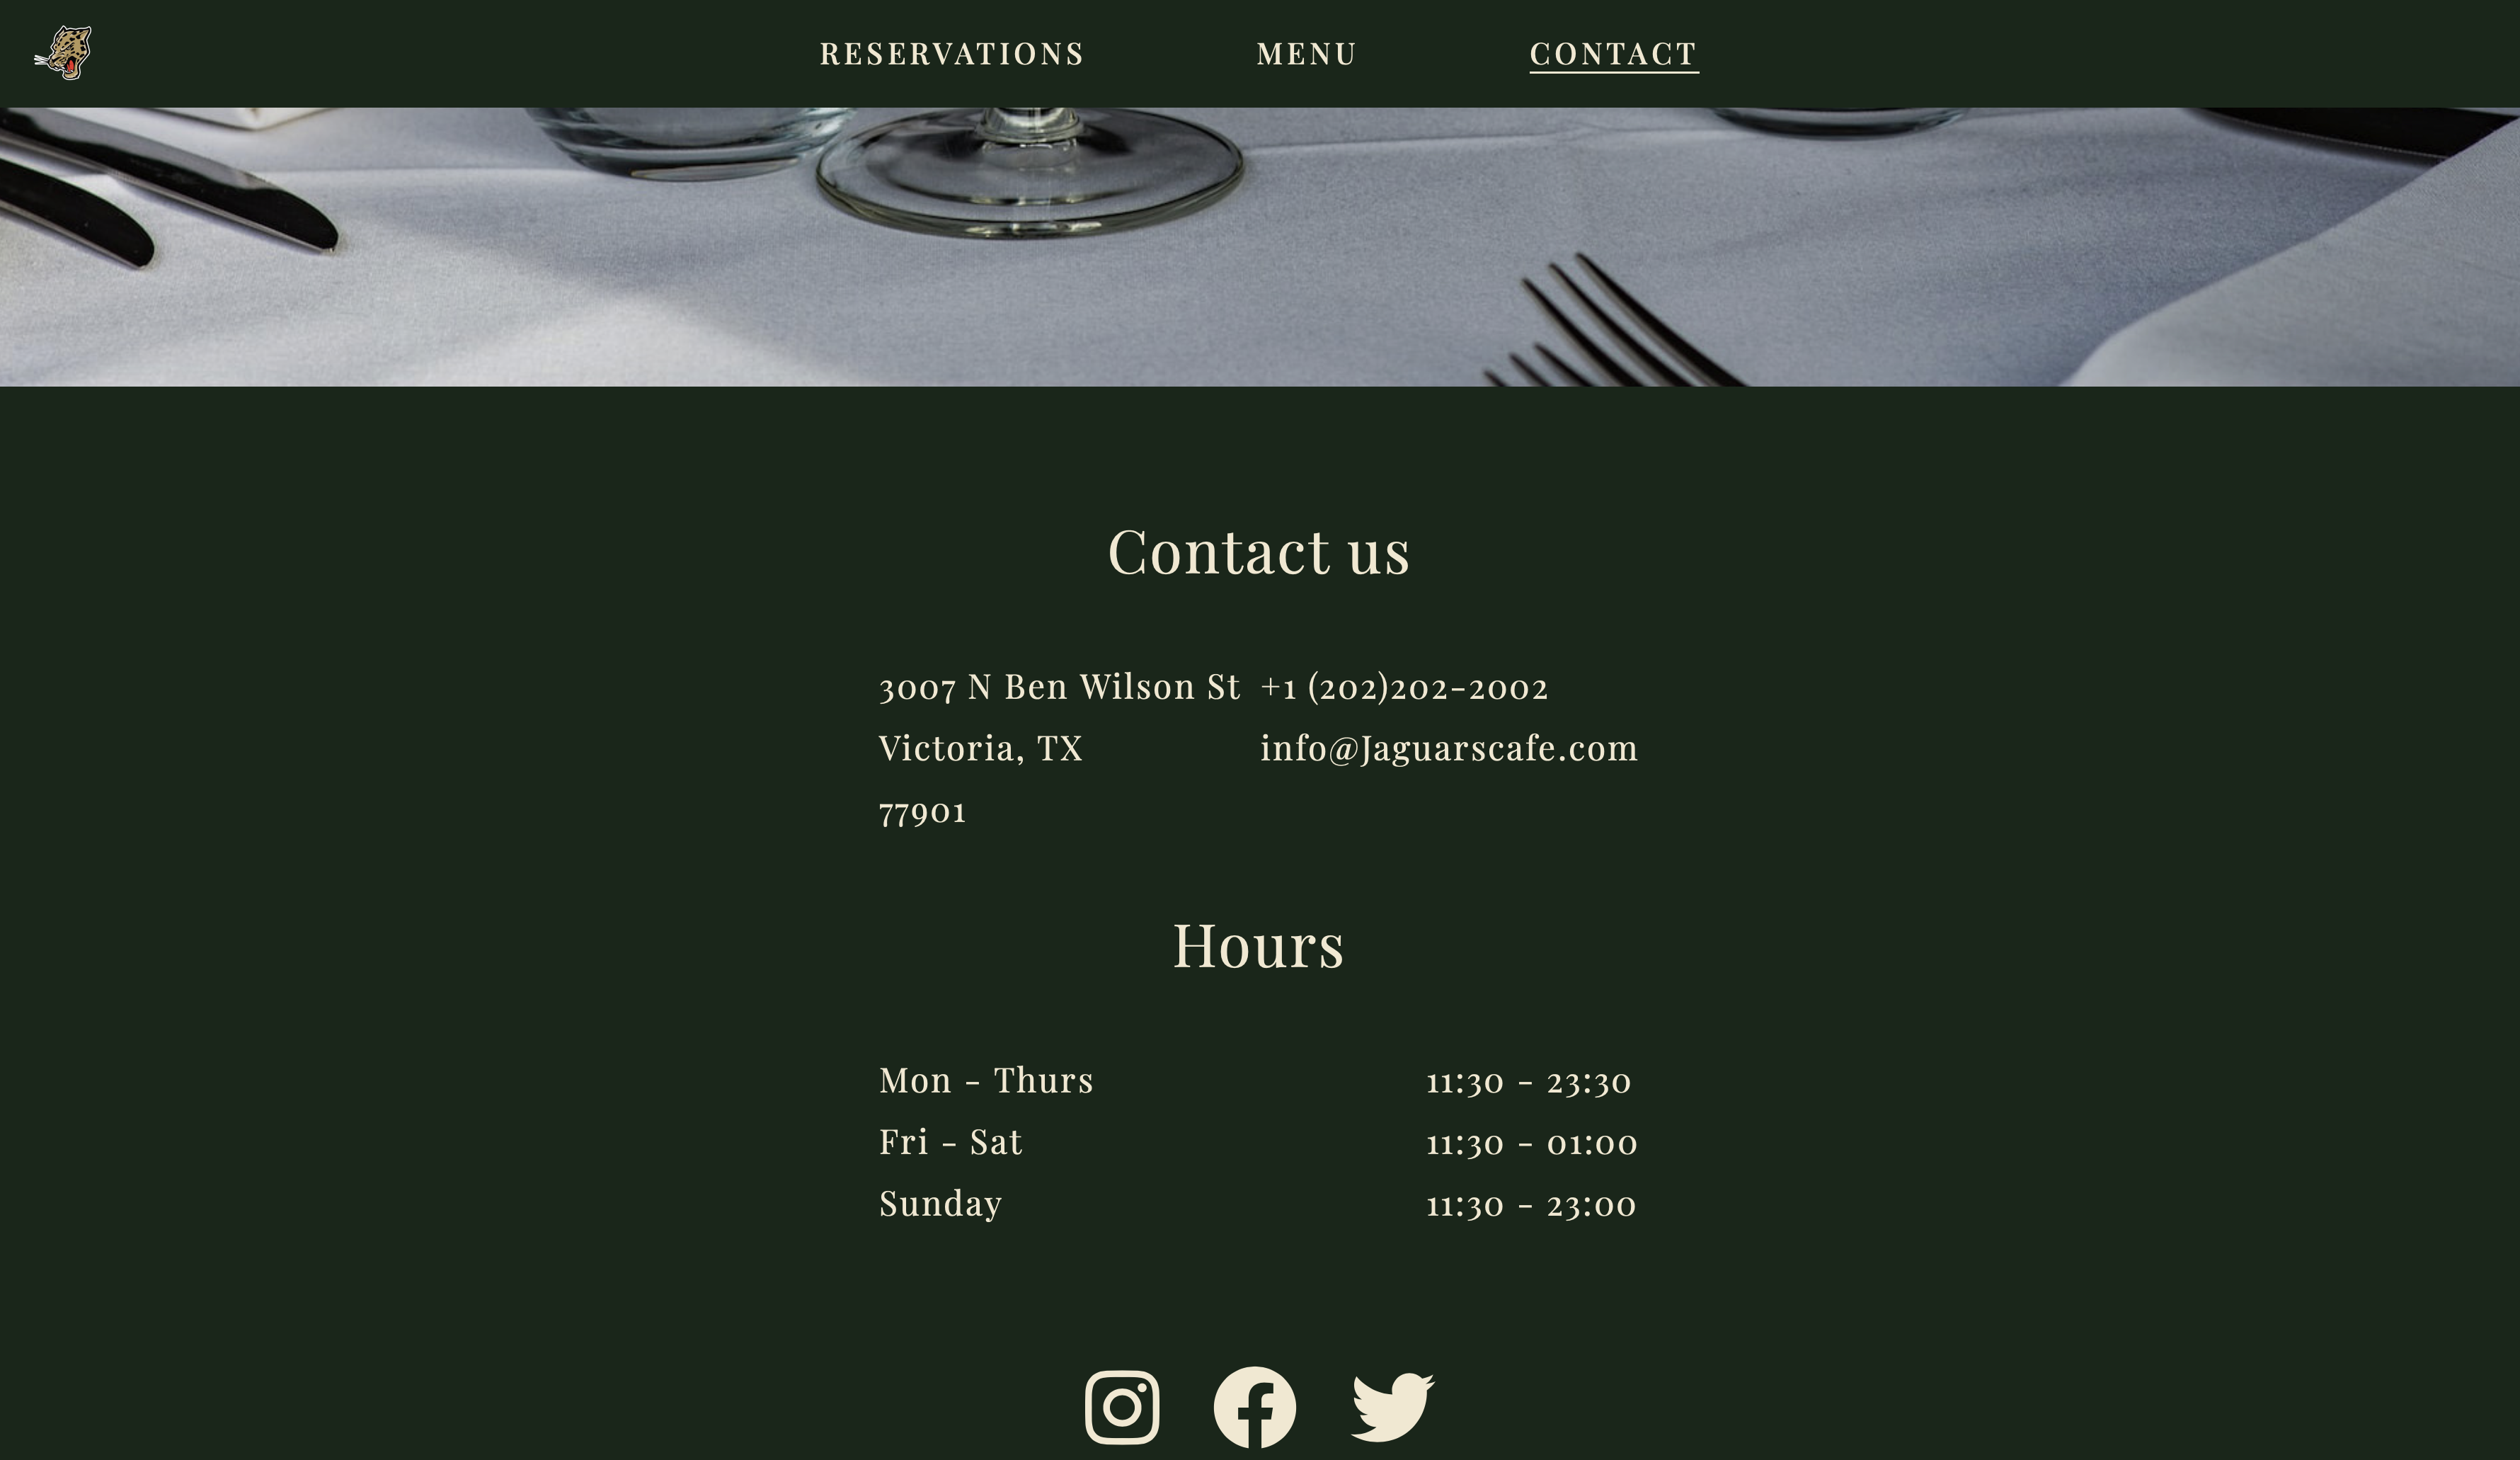 RESERVATIONS MENU CONTACT
Contact us
3007 N Ben Wilson St +1 (202)202-2002
Victoria, TX info@Jaguarscafe.com
77901
Hours
Mon - Thurs 11:30 - 23:30
Fri - Sat 11:30 - 01:00
Sunday 11:30 - 23:00